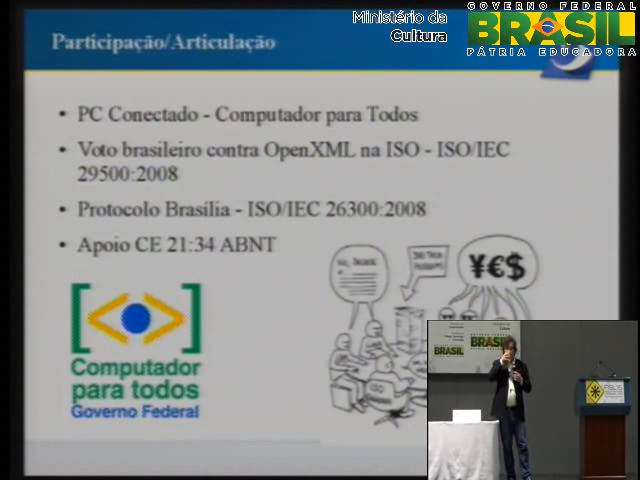 Ministério da
Cultura
GOVERNO FEDERAL
BRASIL
PÁTRIA EDUCADORA
Participação/Articulação
• PC Conectado - Computador para Todos
• Voto brasileiro contra OpenXML na ISO - ISO/IEC
29500:2008
• Protocolo Brasília - ISO/IEC 26300:2008
• Apoio CE 21:34 ABNT
¥€$
Computador
para todos
Governo Federal
BRASIL
BRASIL